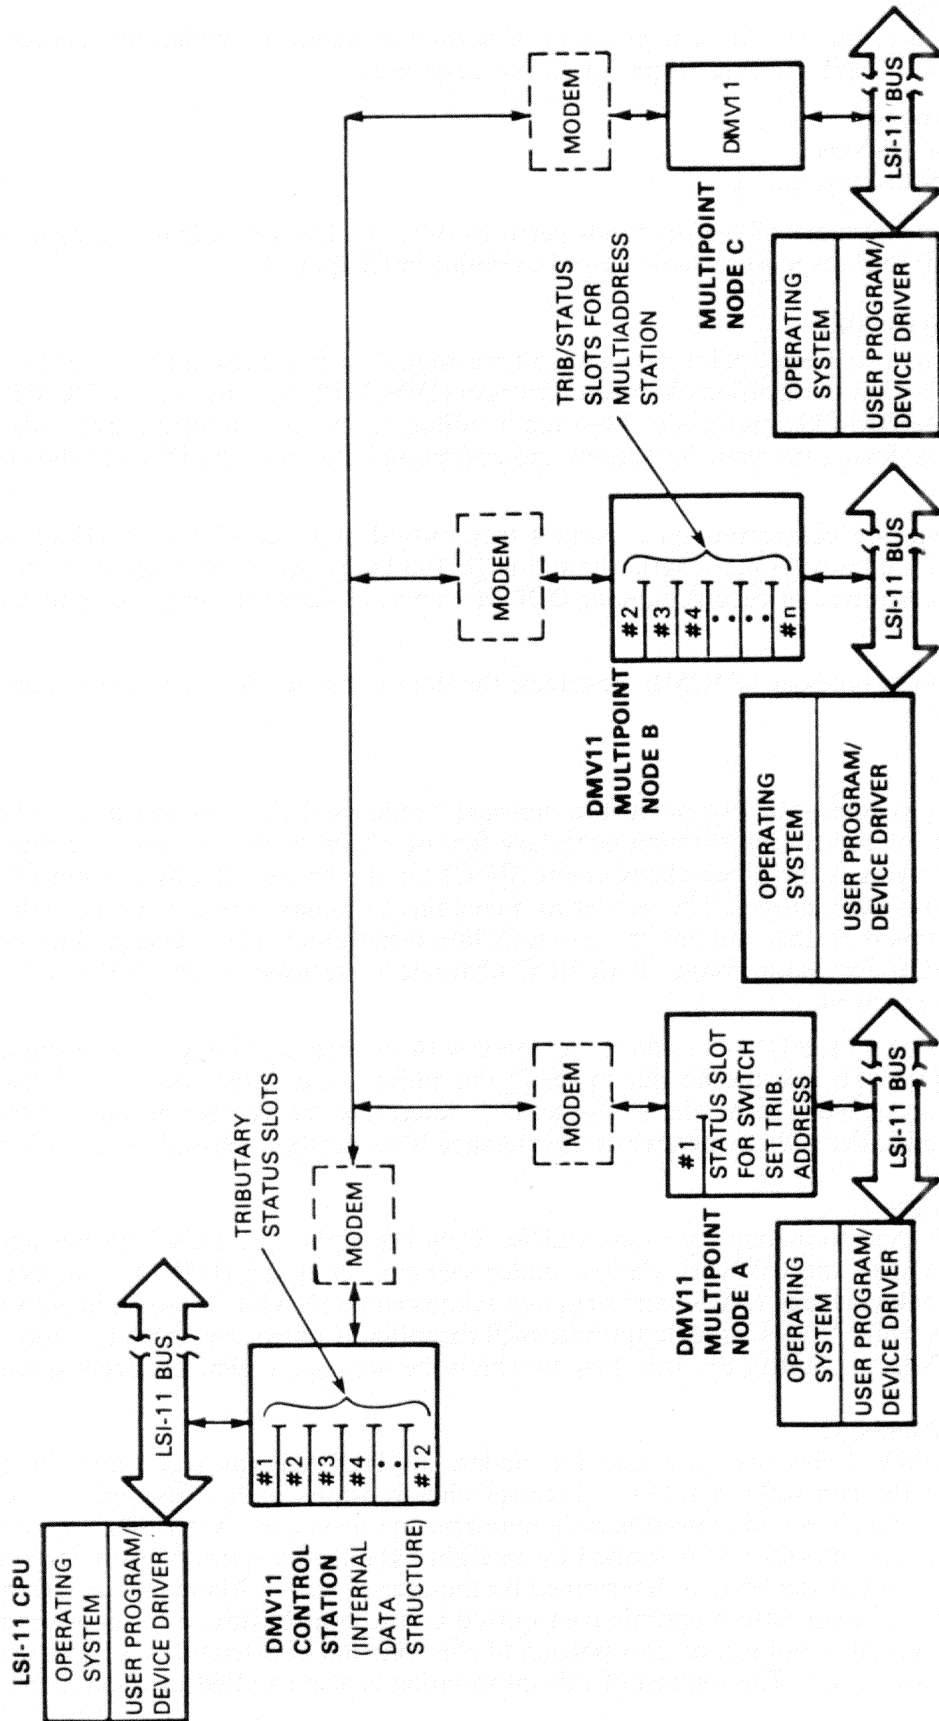 LSI-11 CPU
OPERATING
SYSTEM
USER PROGRAM/
DEVICE DRIVER
LSI-11 BUS
DMV11
CONTROL
STATION
(INTERNAL
DATA
STRUCTURE)
#1
#2
#3
#4
#12
TRIBUTARY
STATUS SLOTS
MODEM
MODEM
DMV11
MULTIPOINT
NODE A
#1
STATUS SLOT
FOR SWITCH
SET TRIB.
ADDRESS
OPERATING
SYSTEM
USER PROGRAM/
DEVICE DRIVER
LSI-11 BUS
MODEM
DMV11
MULTIPOINT
NODE B
#2
#3
#4
#n
TRIB/STATUS
SLOTS FOR
MULTIADDRESS
STATION
OPERATING
SYSTEM
USER PROGRAM/
DEVICE DRIVER
LSI-11 BUS
MODEM
MULTIPOINT
NODE C
DMV11
OPERATING
SYSTEM
USER PROGRAM/
DEVICE DRIVER
LSI-11 BUS